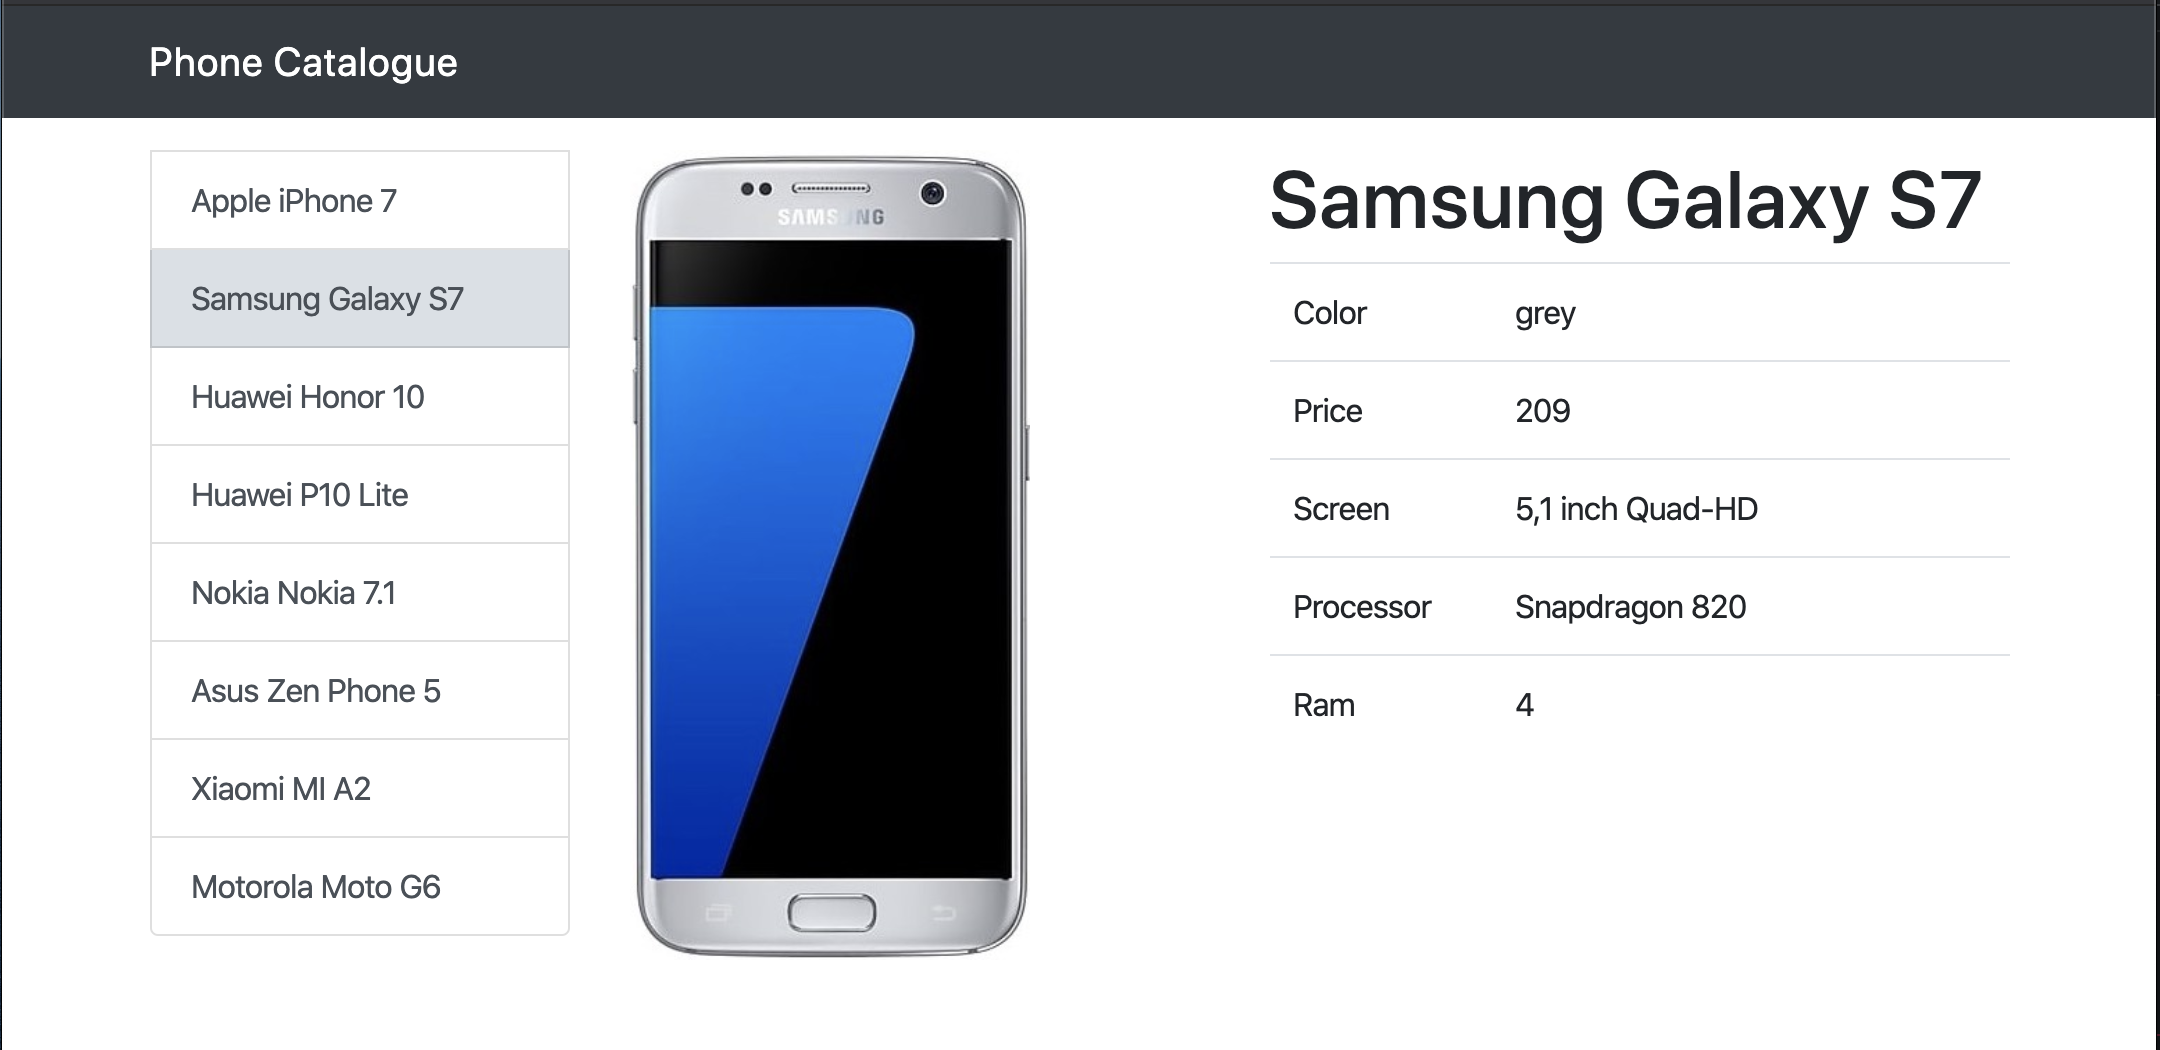 Phone Catalogue
Apple iPhone 7
Samsung Galaxy S7
Huawei Honor 10
Huawei P10 Lite
Nokia Nokia 7.1
Asus Zen Phone 5
Xiaomi MI A2
Motorola Moto G6
SAMSUNG
Samsung Galaxy S7
Color grey
Price 209
Screen 5,1 inch Quad-HD
Processor Snapdragon 820
Ram 4